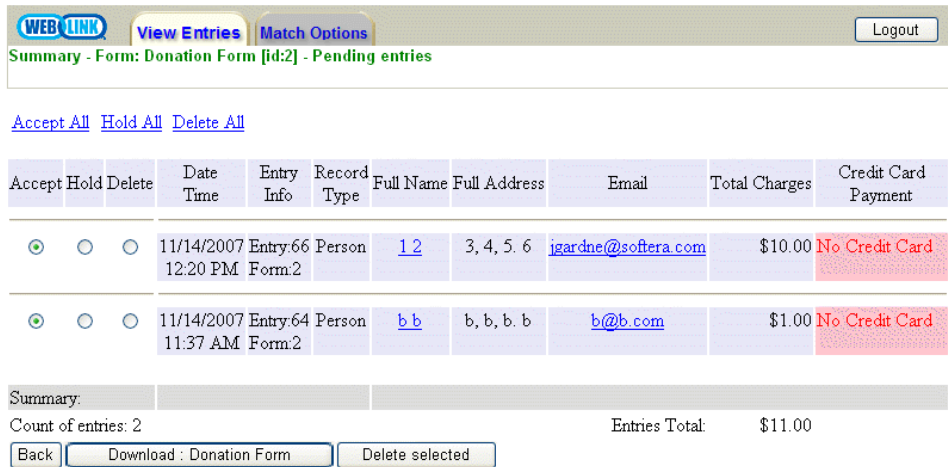 WEB LINK View Entries Match Options Logout
Summary - Form: Donation Form [id:2] - Pending entries
Accept All Hold All Delete All
Accept Hold Delete Date Time Entry Info Record Type Full Name Full Address Email Total Charges Credit Card Payment
11/14/2007 Entry:66 Person 1 2 3, 4, 5. 6 jgardne@softera.com $10.00 No Credit Card
12:20 PM Form:2
11/14/2007 Entry:64 Person b b b, b, b. b b@b.com $1.00 No Credit Card
11:37 AM Form:2
Summary:
Count of entries: 2 Entries Total: $11.00
Back Download : Donation Form Delete selected